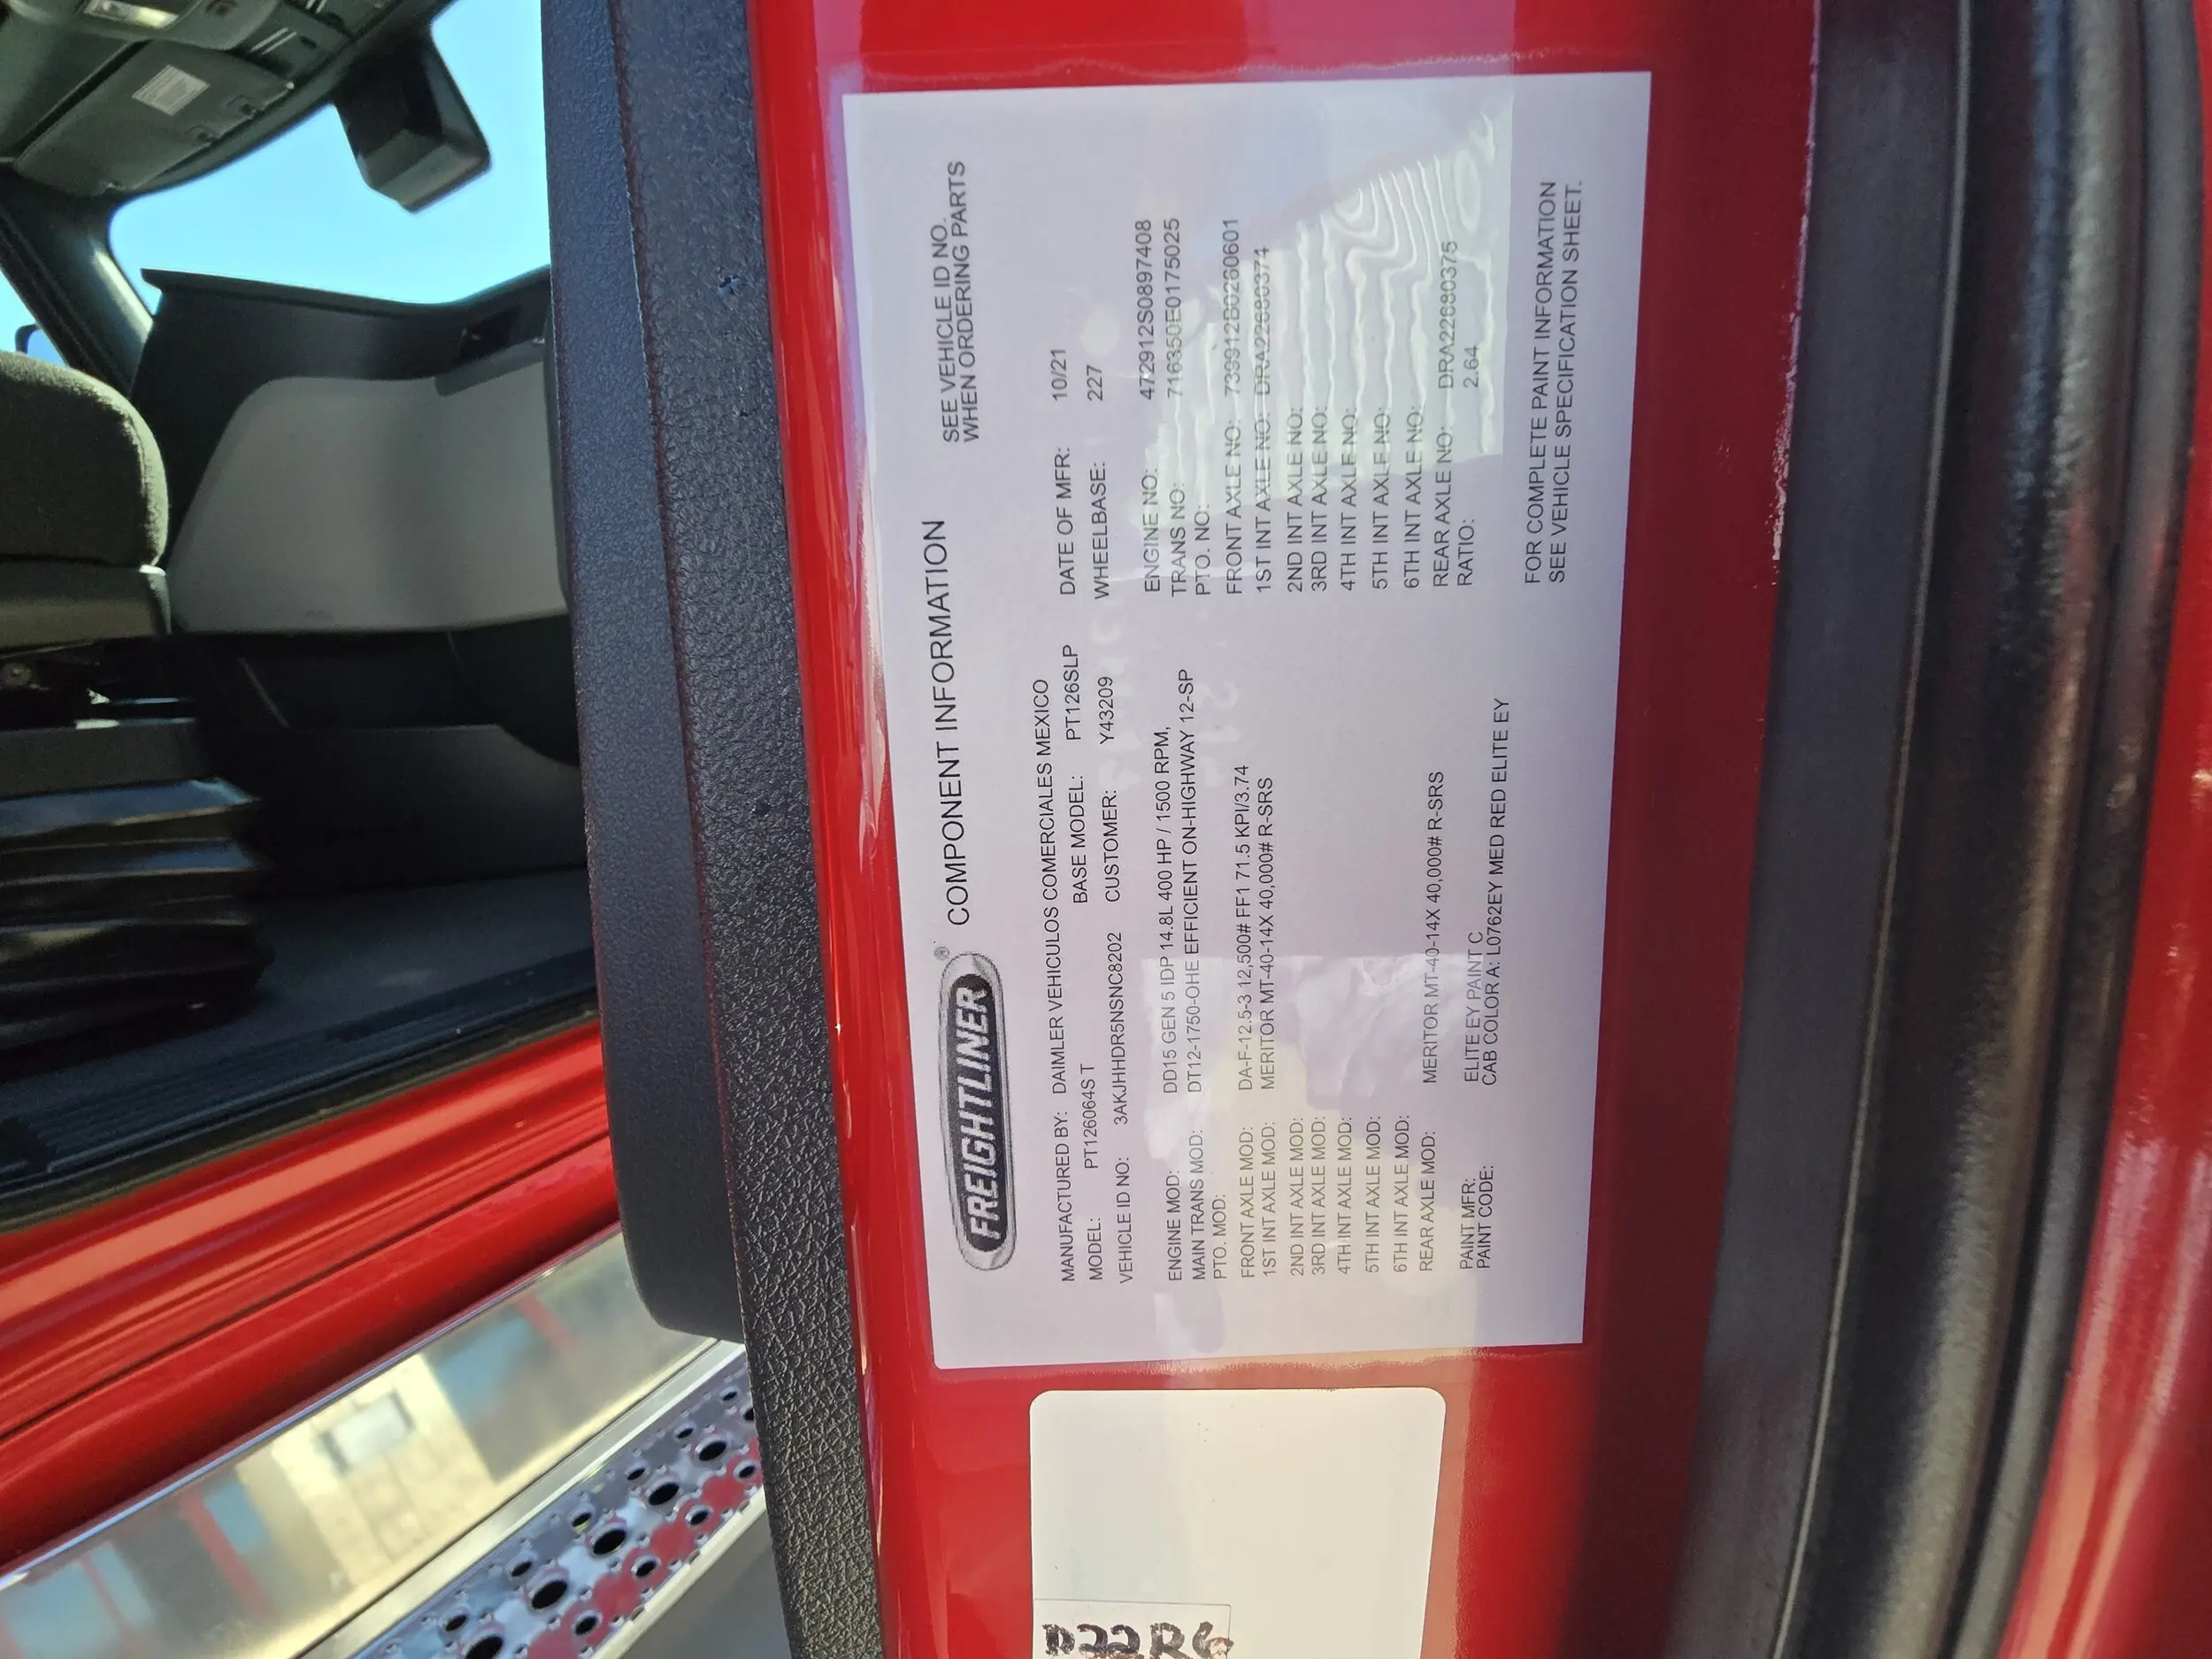 FREIGHTLINER® COMPONENT INFORMATION
SEE VEHICLE ID NO.
WHEN ORDERING PARTS
MANUFACTURED BY: DAIMLER VEHICULOS COMERCIALES MEXICO DATE OF MFR: 10/21
MODEL: PT126064S T BASE MODEL: PT126SLP WHEELBASE: 227
VEHICLE ID NO: 3AKJHHDR5NSNC8202 CUSTOMER: Y43209
ENGINE MOD: DD15 GEN 5 IDP 14.8L 400 HP / 1500 RPM, ENGINE NO: 472912S0897408
MAIN TRANS MOD: DT12-1750-OHE EFFICIENT ON-HIGHWAY 12-SP TRANS NO: 716350E0175025
PTO. MOD: PTO. NO:
FRONT AXLE MOD: DA-F-12.5-3 12,500# FF1 71.5 KPI/3.74 FRONT AXLE NO: 739912B0260601
1ST INT AXLE MOD: MERITOR MT-40-14X 40,000# R-SRS 1ST INT AXLE NO: DRA22680374
2ND INT AXLE MOD: 2ND INT AXLE NO:
3RD INT AXLE MOD: 3RD INT AXLE NO:
4TH INT AXLE MOD: 4TH INT AXLE NO:
5TH INT AXLE MOD: 5TH INT AXLE NO:
6TH INT AXLE MOD: 6TH INT AXLE NO:
REAR AXLE MOD: MERITOR MT-40-14X 40,000# R-SRS REAR AXLE NO: DRA22680375
RATIO: 2.64
PAINT MFR: ELITE EY PAINT C
PAINT CODE: CAB COLOR A: L0762EY MED RED ELITE EY
FOR COMPLETE PAINT INFORMATION
SEE VEHICLE SPECIFICATION SHEET.